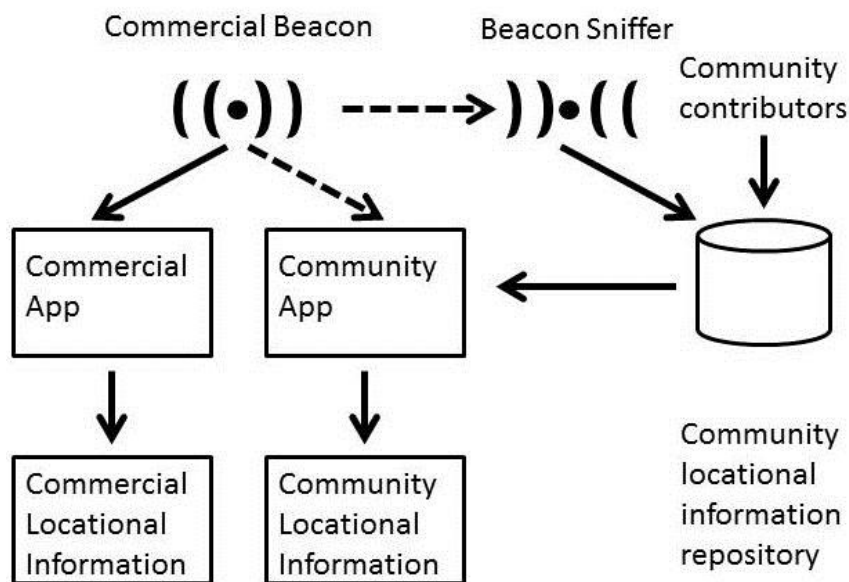 Commercial Beacon
Beacon Sniffer
Community
contributors
Commercial
App
Community
App
Commercial
Locational
Information
Community
Locational
Information
Community
locational
information
repository